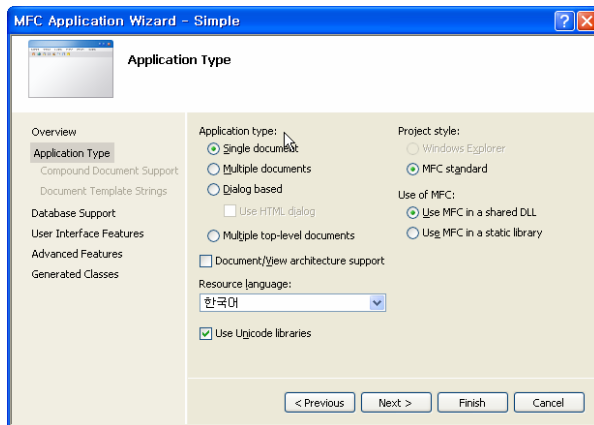 MFC Application Wizard - Simple
Application Type
Overview
Application Type
Compound Document Support
Document Template Strings
Database Support
User Interface Features
Advanced Features
Generated Classes
Application type:
Single document
Multiple documents
Dialog based
Use HTML dialog
Multiple top-level documents
Document/View architecture support
Resource language:
한국어
Use Unicode libraries
Project style:
Windows Explorer
MFC standard
Use of MFC:
Use MFC in a shared DLL
Use MFC in a static library
< Previous
Next >
Finish
Cancel